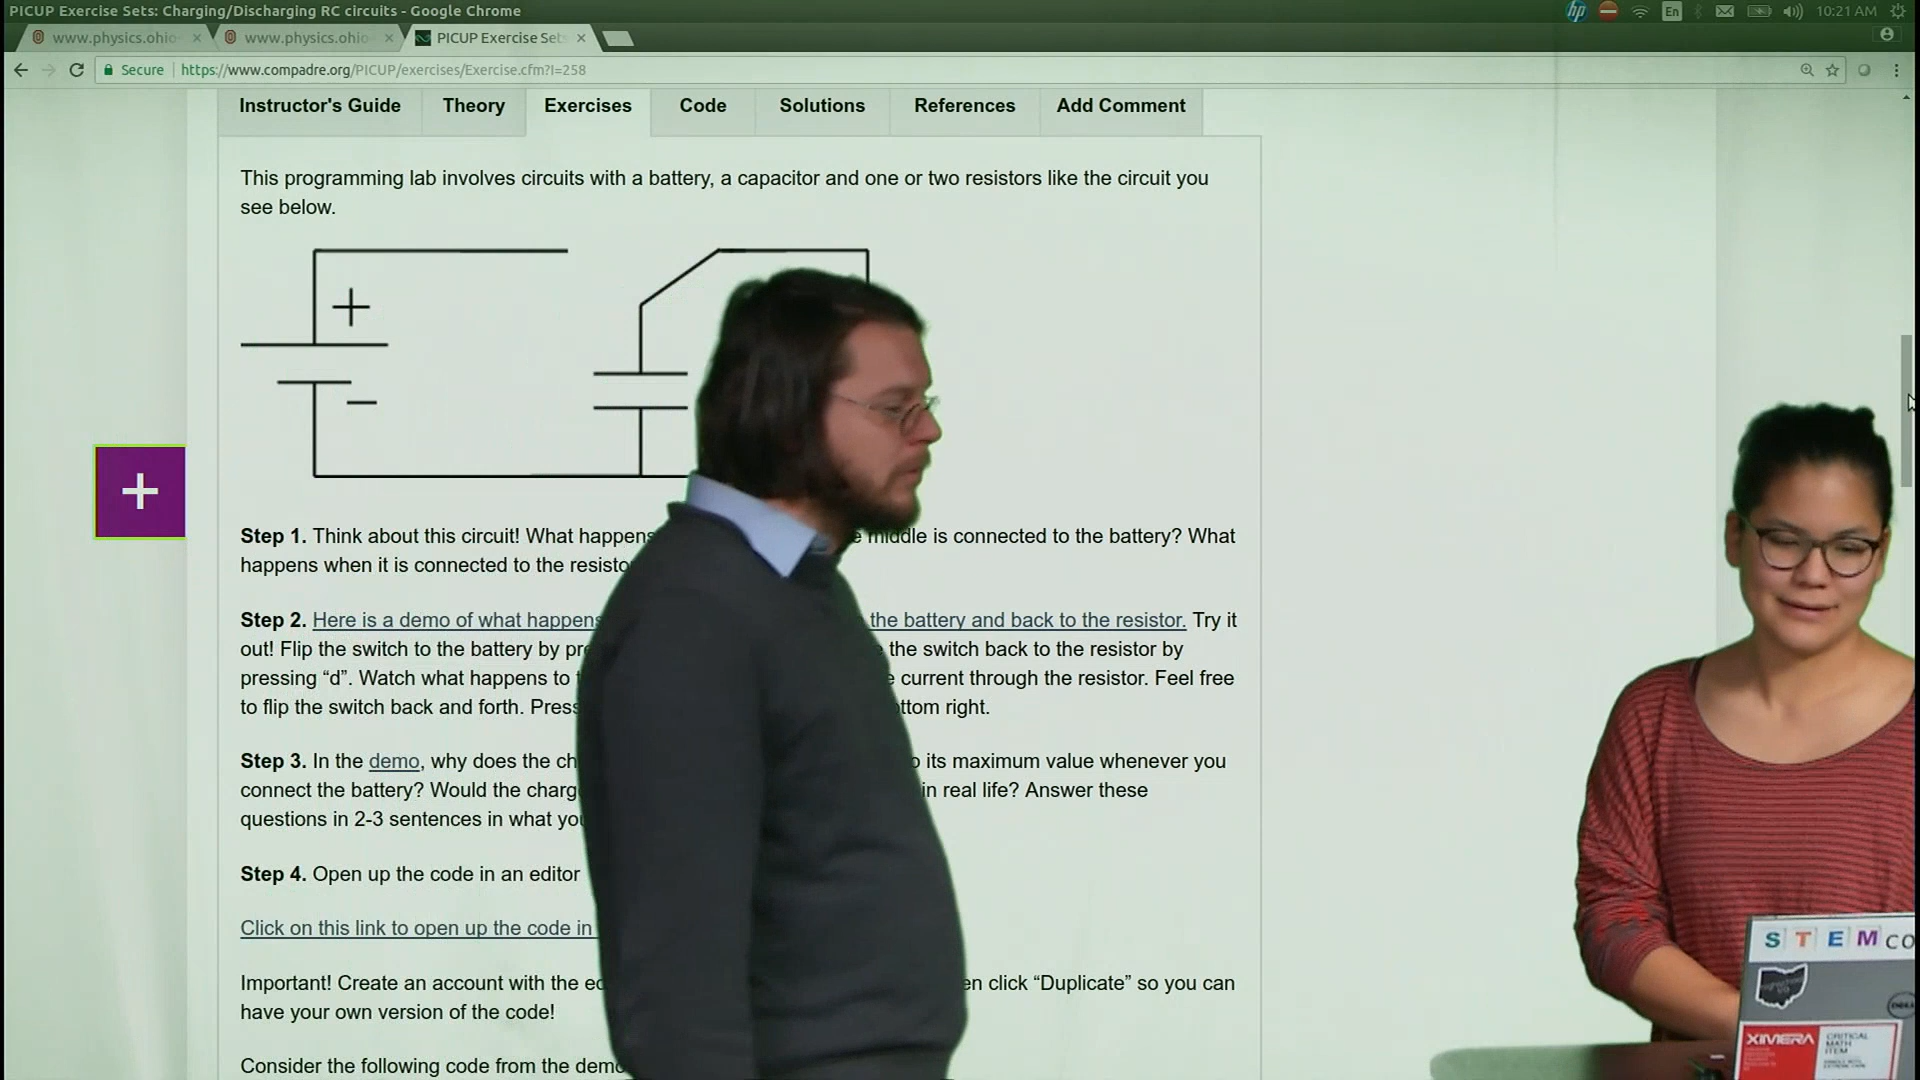 PICUP Exercise Sets: Charging/Discharging RC circuits - Google Chrome
En
10:21 AM
www.physics.ohio-
www.physics.ohio-
PICUP Exercise Set
Secure
https://www.compadre.org/PICUP/exercises/Exercise.cfm?I=258
Instructor's Guide
Theory
Exercises
Code
Solutions
References
Add Comment
This programming lab involves circuits with a battery, a capacitor and one or two resistors like the circuit you
see below.
+
−
+
Step 1. Think about this circuit! What happens middle is connected to the battery? What
happens when it is connected to the resisto
Step 2. Here is a demo of what happens the battery and back to the resistor. Try it
out! Flip the switch to the battery by pre the switch back to the resistor by
pressing “d”. Watch what happens to current through the resistor. Feel free
to flip the switch back and forth. Press ttom right.
Step 3. In the demo, why does the ch its maximum value whenever you
connect the battery? Would the charg in real life? Answer these
questions in 2-3 sentences in what you
Step 4. Open up the code in an editor
Click on this link to open up the code in
Important! Create an account with the ed en click “Duplicate” so you can
have your own version of the code!
Consider the following code from the demo
hp
STEMCO
DELL
XIMERA
CRITICAL
MATH
ITEM